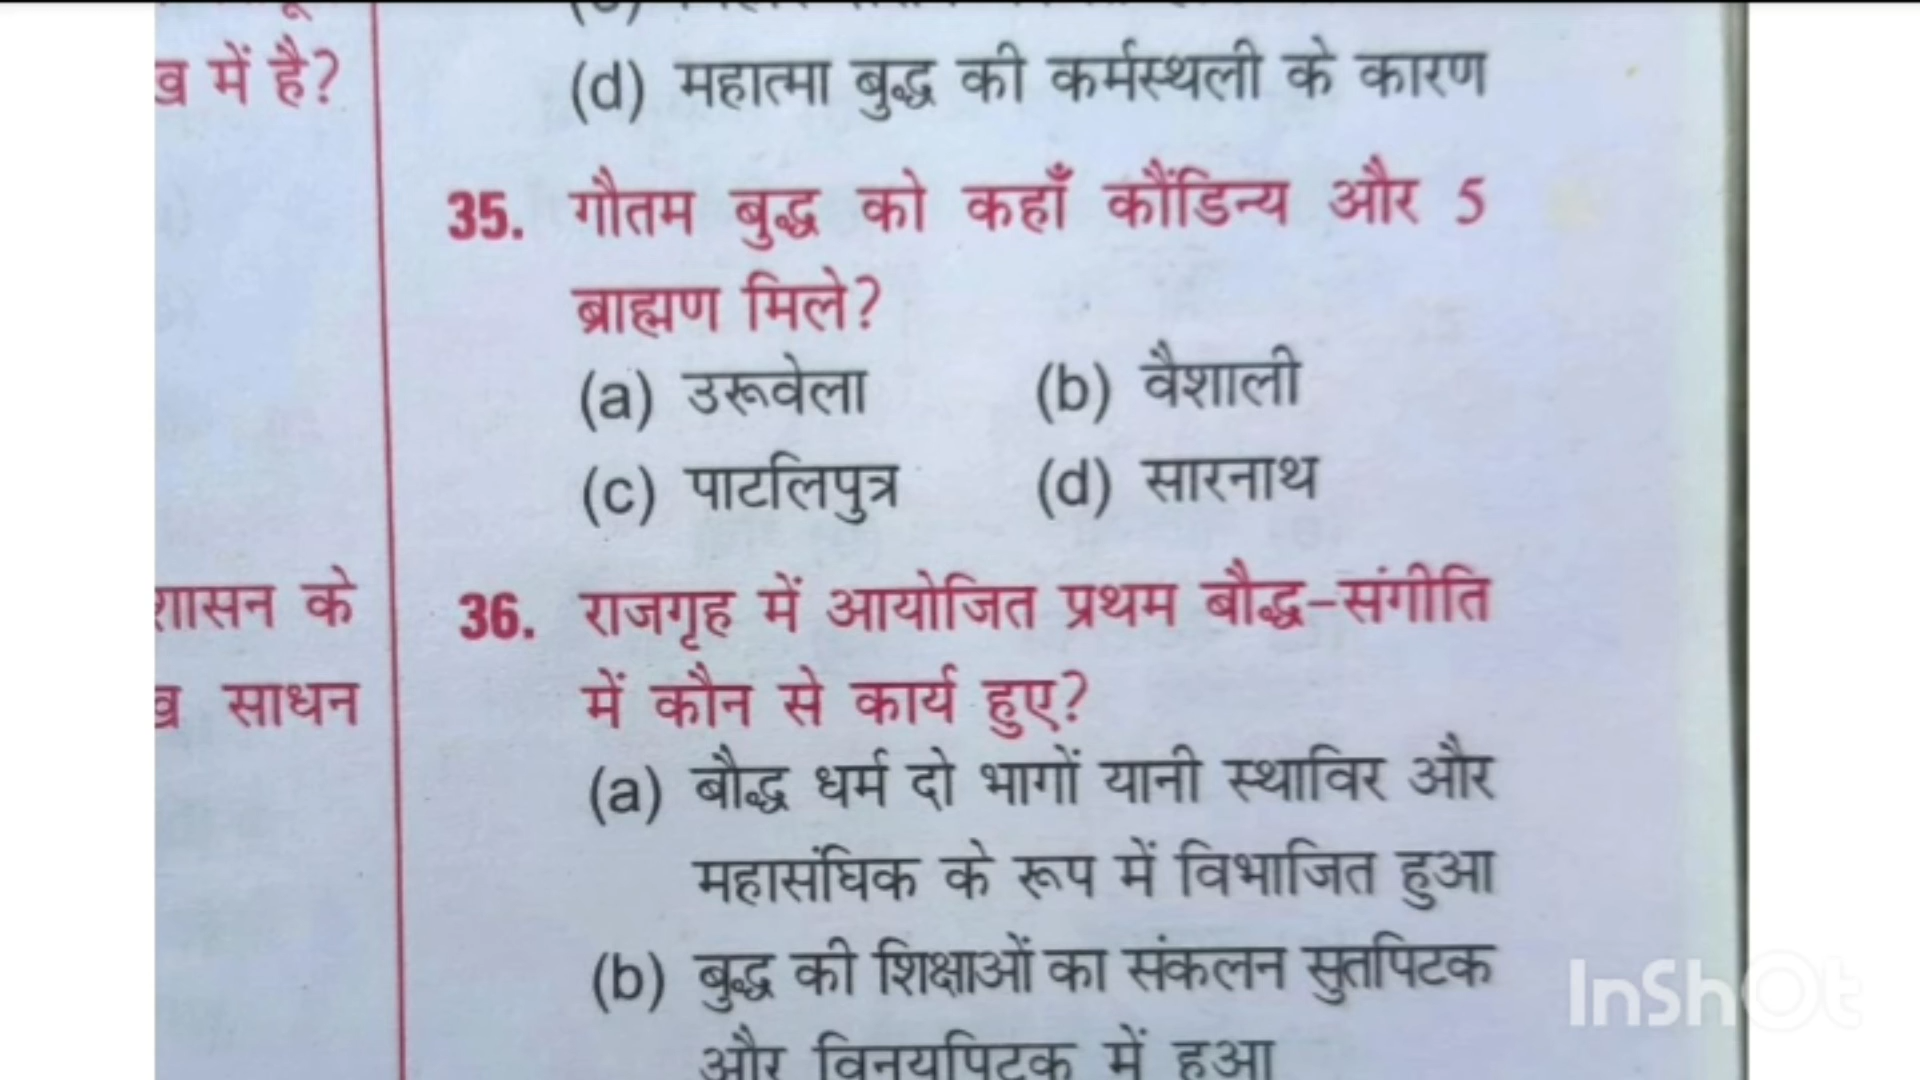 ख में है?
शासन के
ख साधन
(d) महात्मा बुद्ध की कर्मस्थली के कारण
35. गौतम बुद्ध को कहाँ कौंडिन्य और 5
ब्राह्मण मिले?
(a) उरूवेला (b) वैशाली
(c) पाटलिपुत्र (d) सारनाथ
36. राजगृह में आयोजित प्रथम बौद्ध-संगीति
में कौन से कार्य हुए?
(a) बौद्ध धर्म दो भागों यानी स्थाविर और
महासंघिक के रूप में विभाजित हुआ
(b) बुद्ध की शिक्षाओं का संकलन सुतपिटक
और विनयपिटक में हुआ
InShOt